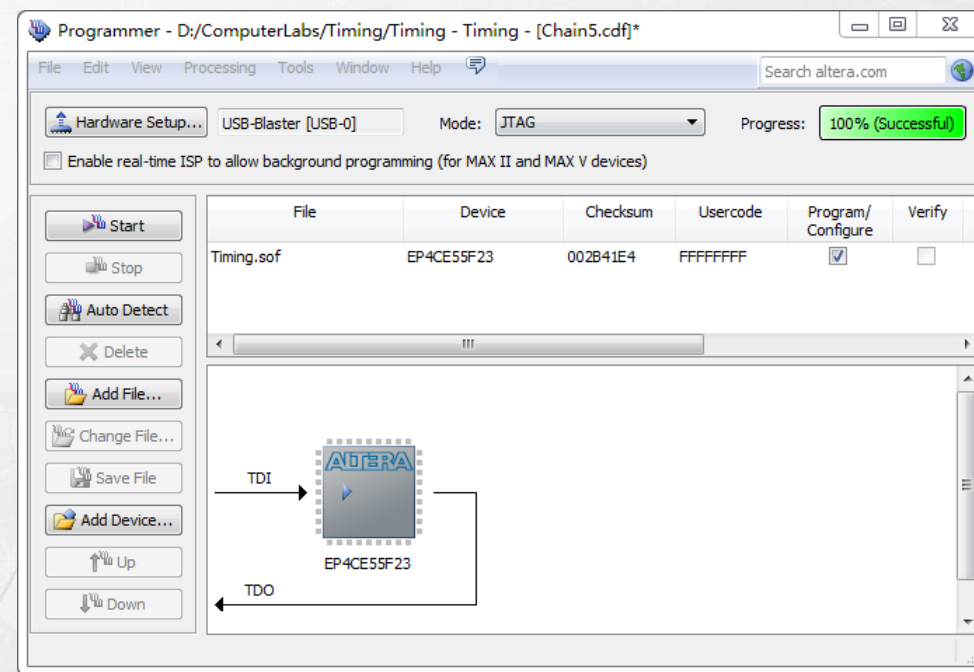 Programmer - D:/ComputerLabs/Timing/Timing - Timing - [Chain5.cdf]*
File Edit View Processing Tools Window Help
Search altera.com
Hardware Setup... USB-Blaster [USB-0] Mode: JTAG Progress: 100% (Successful)
Enable real-time ISP to allow background programming (for MAX II and MAX V devices)
Start
Stop
Auto Detect
Delete
Add File...
Change File...
Save File
Add Device...
Up
Down
File Device Checksum Usercode Program/ Verify
Configure
Timing.sof EP4CE55F23 002B41E4 FFFFFFFF
TDI
ALTERA
EP4CE55F23
TDO